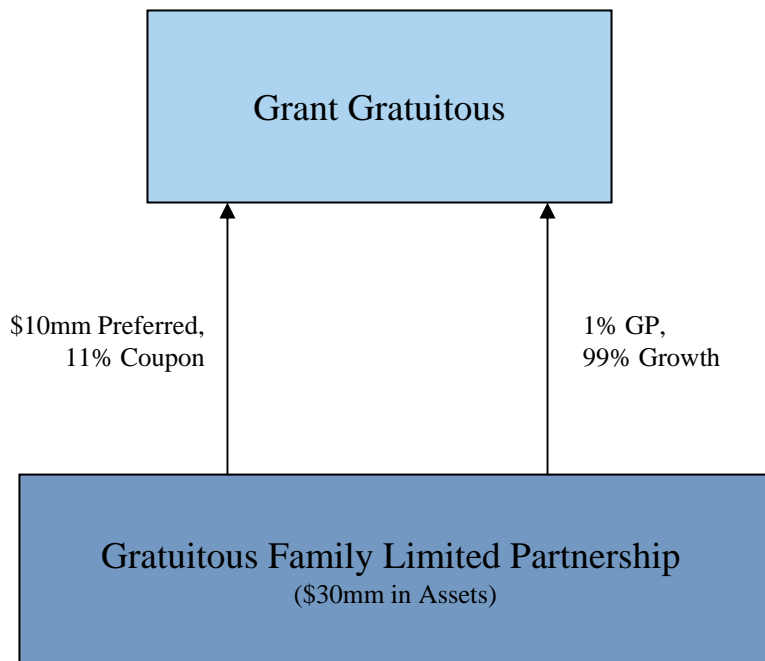 Grant Gratuitous
$10mm Preferred,
11% Coupon
1% GP,
99% Growth
Gratuitous Family Limited Partnership
($30mm in Assets)